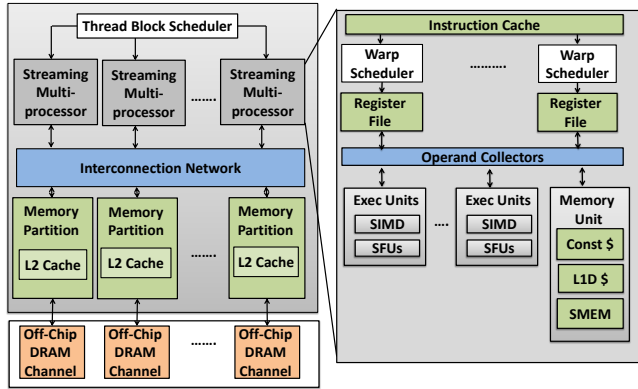 Thread Block Scheduler
Streaming
Multi-
processor
Streaming
Multi-
processor
.......
Streaming
Multi-
processor
Interconnection Network
Memory
Partition
L2 Cache
Memory
Partition
L2 Cache
.......
Memory
Partition
L2 Cache
Off-Chip
DRAM
Channel
Off-Chip
DRAM
Channel
.......
Off-Chip
DRAM
Channel
Instruction Cache
Warp
Scheduler
..........
Warp
Scheduler
Register
File
Register
File
Operand Collectors
Exec Units
SIMD
SFUs
....
Exec Units
SIMD
SFUs
Memory
Unit
Const $
L1D $
SMEM